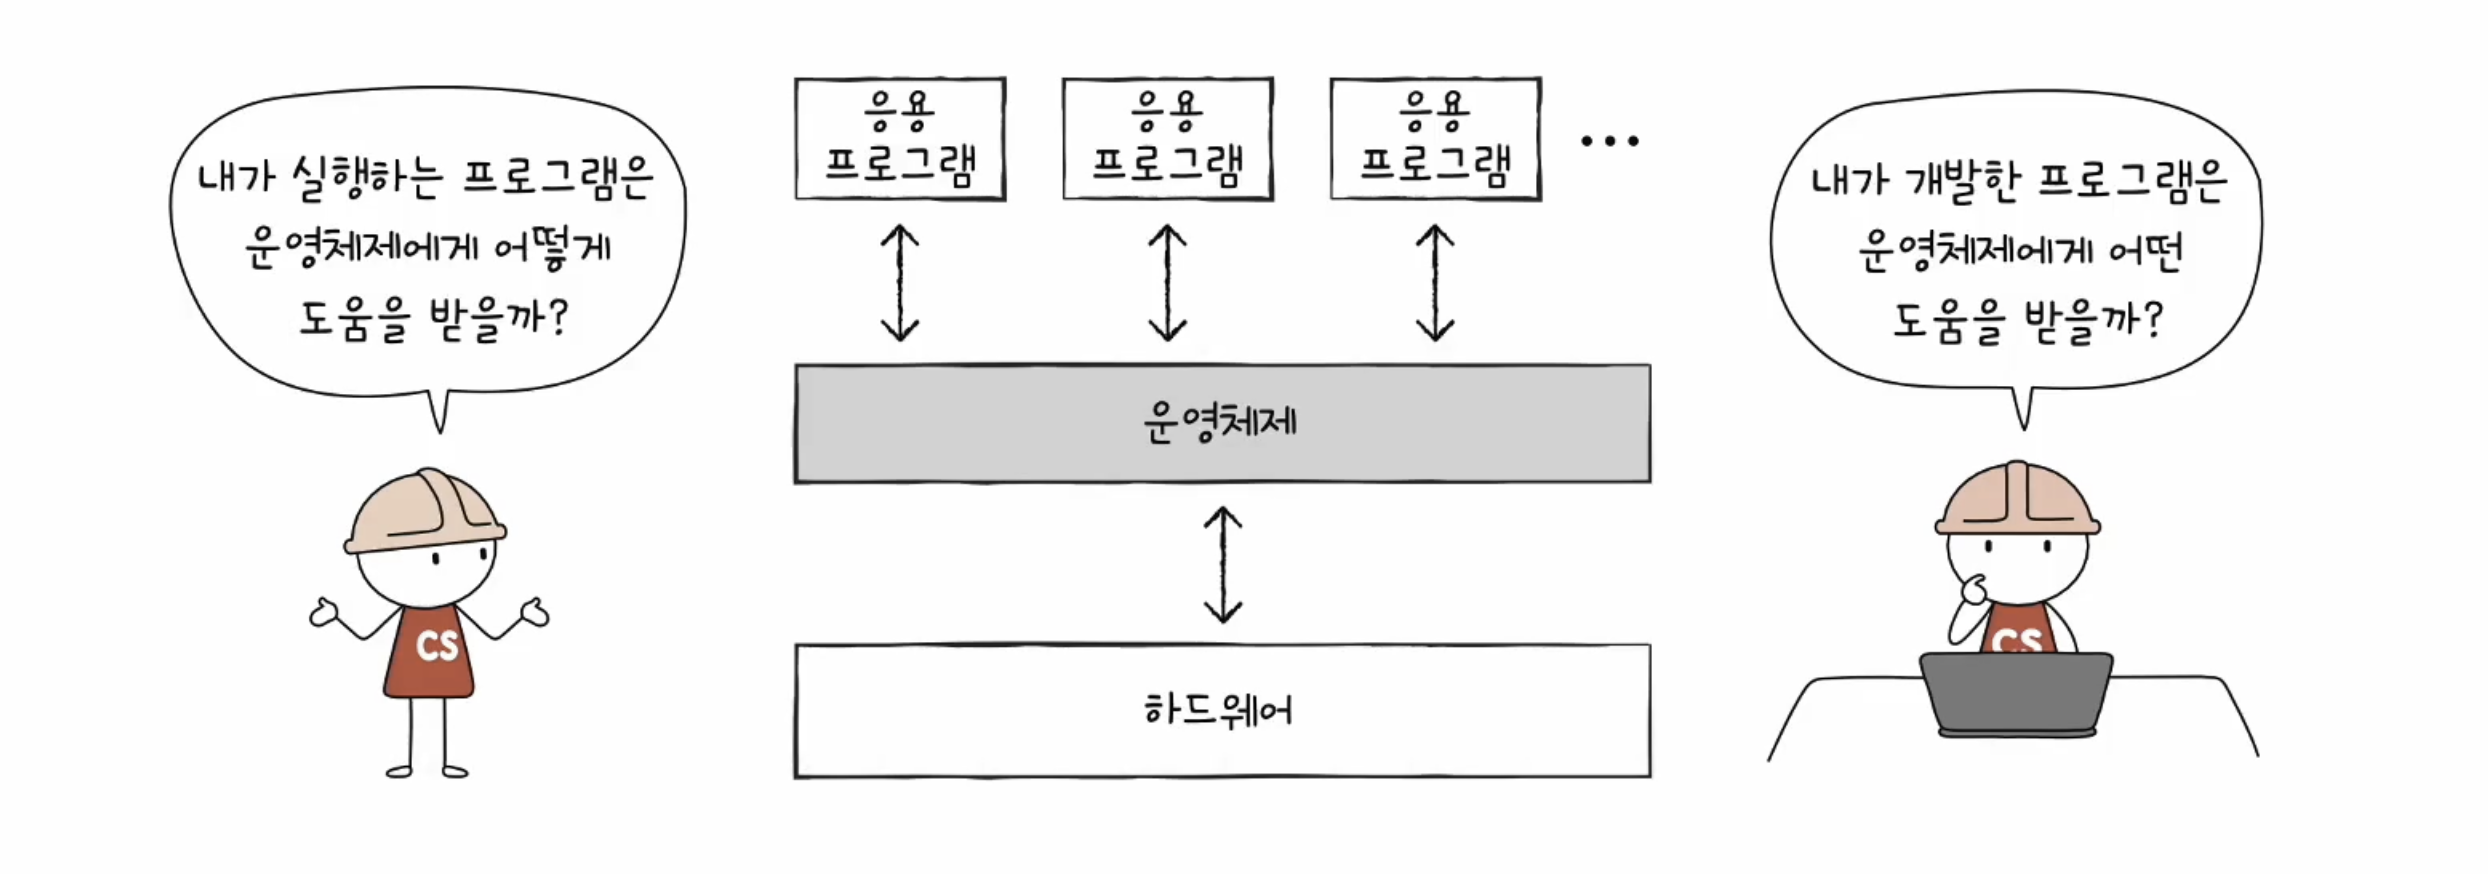 내가 실행하는 프로그램은
운영체제에게 어떻게
도움을 받을까?
CS
응용
프로그램
응용
프로그램
응용
프로그램
...
운영체제
하드웨어
내가 개발한 프로그램은
운영체제에게 어떤
도움을 받을까?
CS